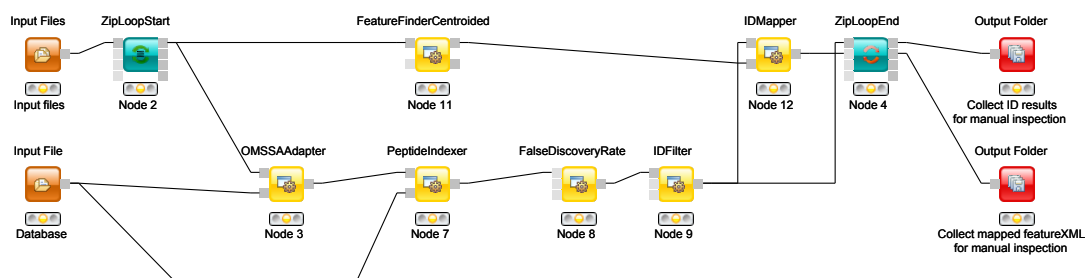 Input Files
ZipLoopStart
FeatureFinderCentroided
IDMapper
ZipLoopEnd
Output Folder
Input files
Node 2
Node 11
Node 12
Node 4
Collect ID results
for manual inspection
Input File
OMSSAAdapter
PeptideIndexer
FalseDiscoveryRate
IDFilter
Output Folder
Database
Node 3
Node 7
Node 8
Node 9
Collect mapped featureXML
for manual inspection